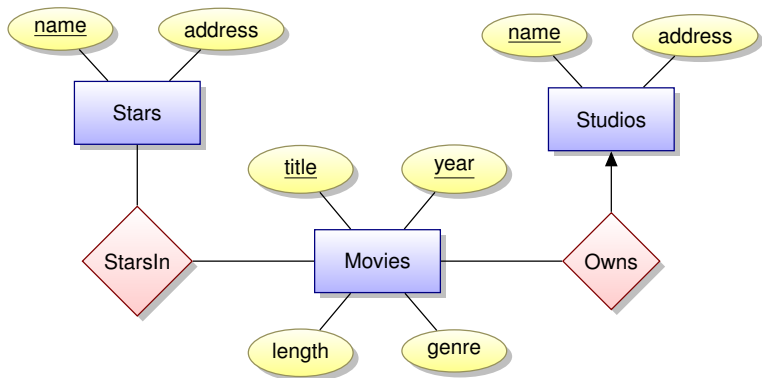 name
address
name
address
Stars
Studios
title
year
StarsIn
Movies
Owns
length
genre